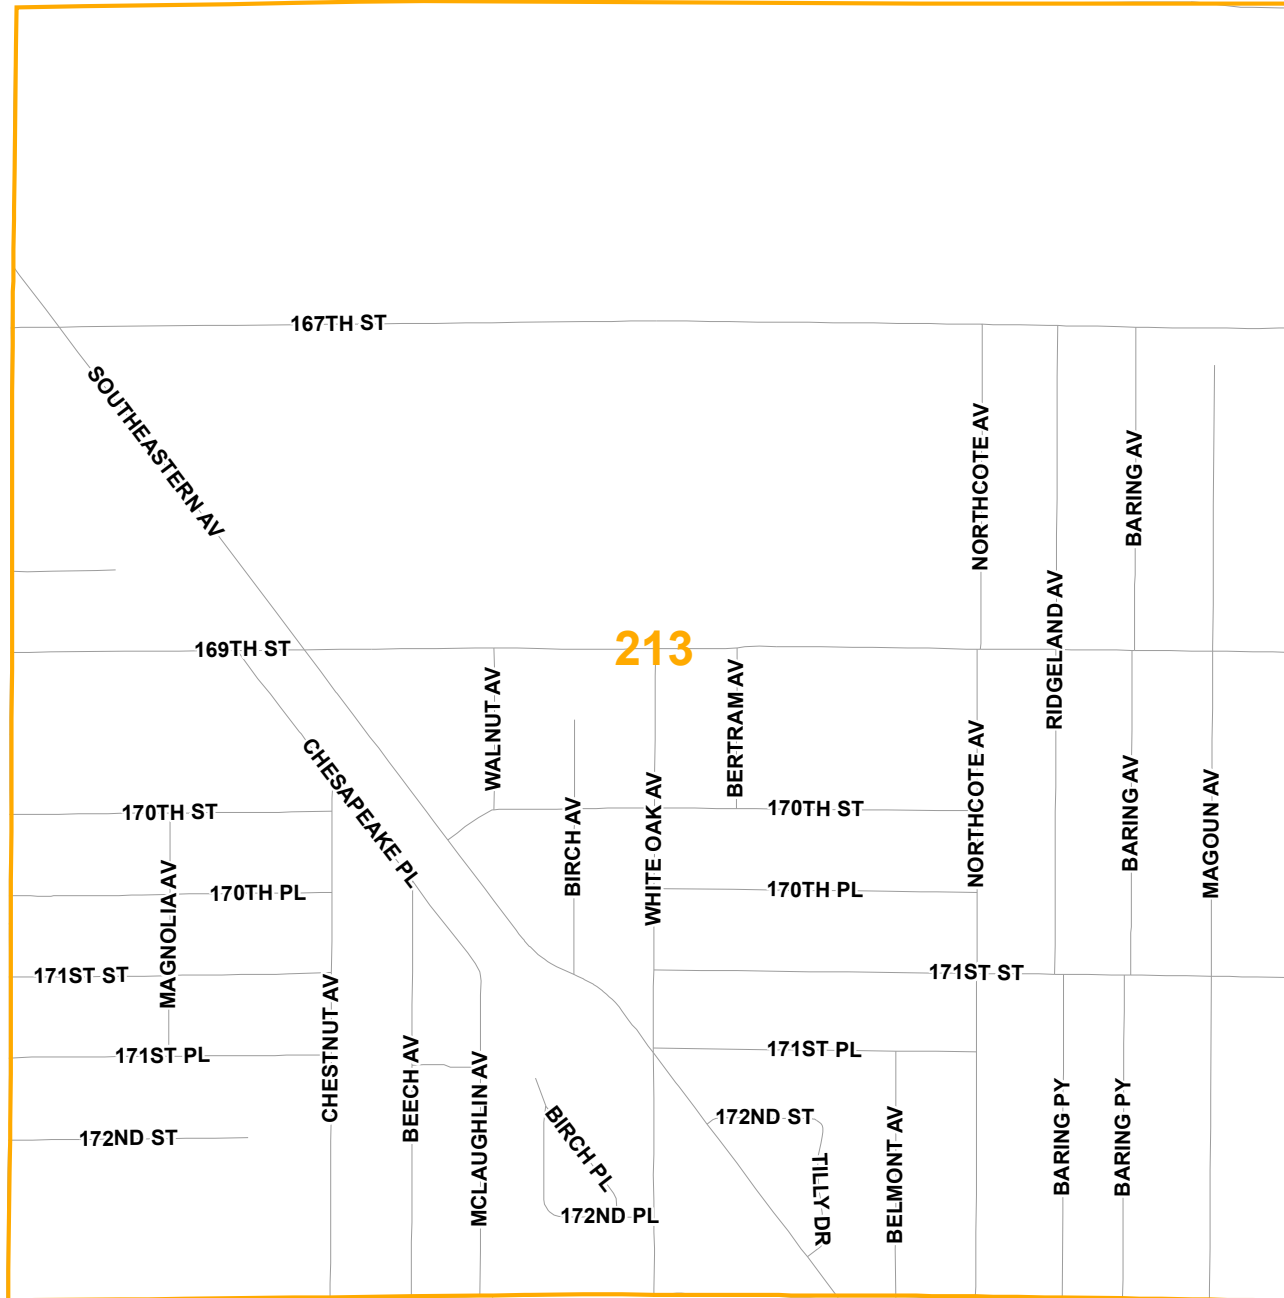 167TH ST
SOUTHEASTERN AV
NORTHCOTE AV
BARING AV
RIDGELAND AV
169TH ST
213
WALNUT AV
BERTRAM AV
CHESAPEAKE PL
NORTHCOTE AV
BARING AV
MAGOUN AV
BIRCH AV
WHITE OAK AV
170TH ST
170TH ST
MAGNOLIA AV
170TH PL
170TH PL
171ST ST
171ST ST
CHESTNUT AV
171ST PL
171ST PL
BEECH AV
MCLAUGHLIN AV
BIRCH PL
172ND ST
172ND ST
TILLY DR
BELMONT AV
BARING PY
BARING PY
172ND PL